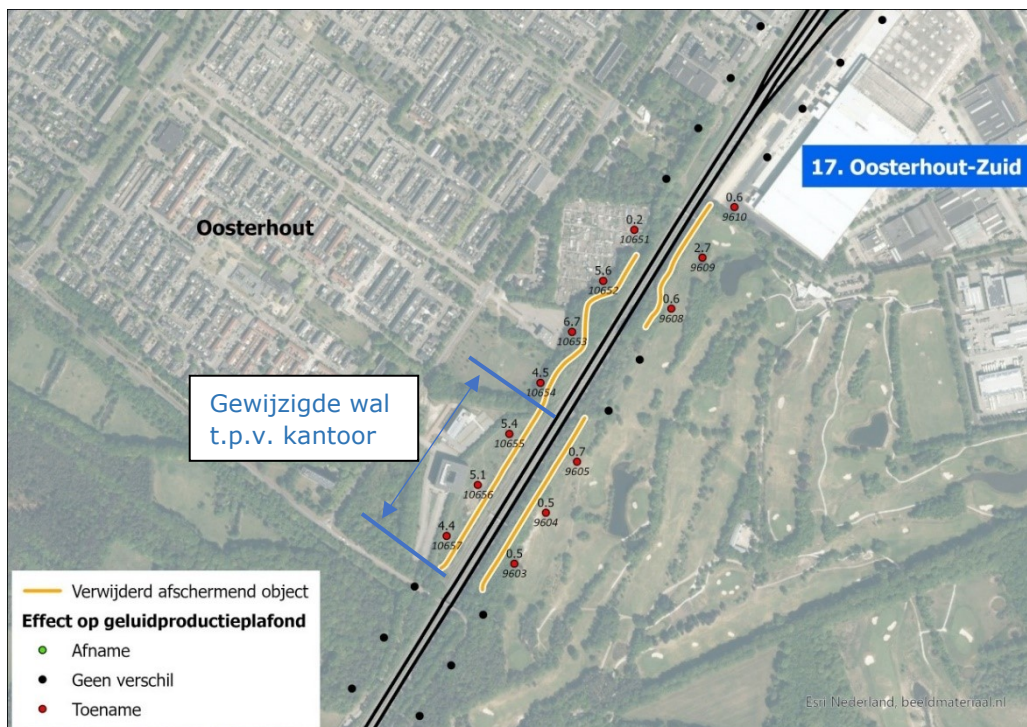 17. Oosterhout-Zuid
Oosterhout
0.6
9610
0.2
10651
2.7
9609
5.6
10652
0.6
9608
6.7
10653
4.5
10654
Gewijzigde wal
t.p.v. kantoor
5.4
10655
0.7
9605
5.1
10656
0.5
9604
4.4
10657
0.5
9603
Verwijderd afschermend object
Effect op geluidproductieplafond
Afname
Geen verschil
Toename
Esri Nederland, beeldmateriaal.nl